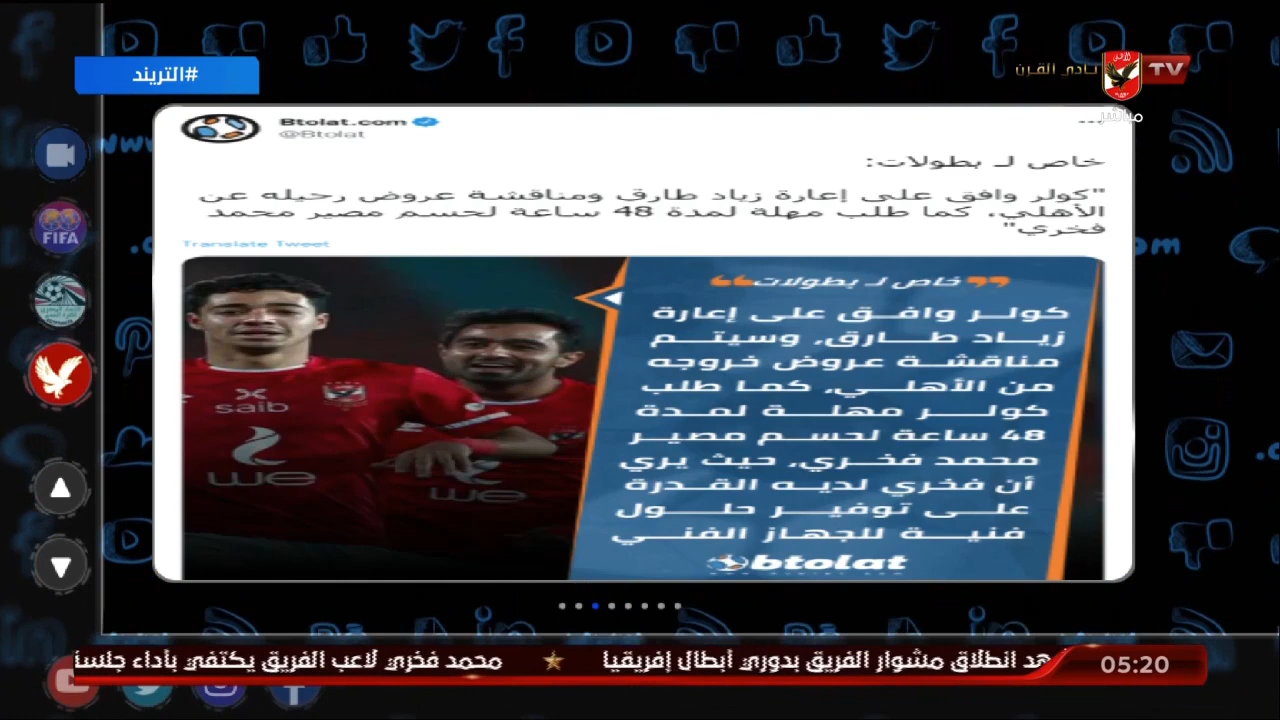 #التريند
نادي القرن
TV
مباشر
Btolat.com
@Btolat
خاص لـ بطولات:
"كولر وافق على إعارة زياد طارق ومناقشة عروض رحيله عن
الأهلي، كما طلب مهلة لمدة 48 ساعة لحسم مصير محمد
فخري"
Translate Tweet
خاص لـ بطولات
كولر وافق على إعارة
زياد طارق، وسيتم
مناقشة عروض خروجه
من الأهلي، كما طلب
كولر مهلة لمدة
48 ساعة لحسم مصير
محمد فخري، حيث يري
أن فخري لديه القدرة
على توفير حلول
فنية للجهاز الفني
btolat
saib
we
we
FIFA
هد انطلاق مشوار الفريق بدوري أبطال إفريقيا
محمد فخري لاعب الفريق يكتفي بأداء جلسة
05:20